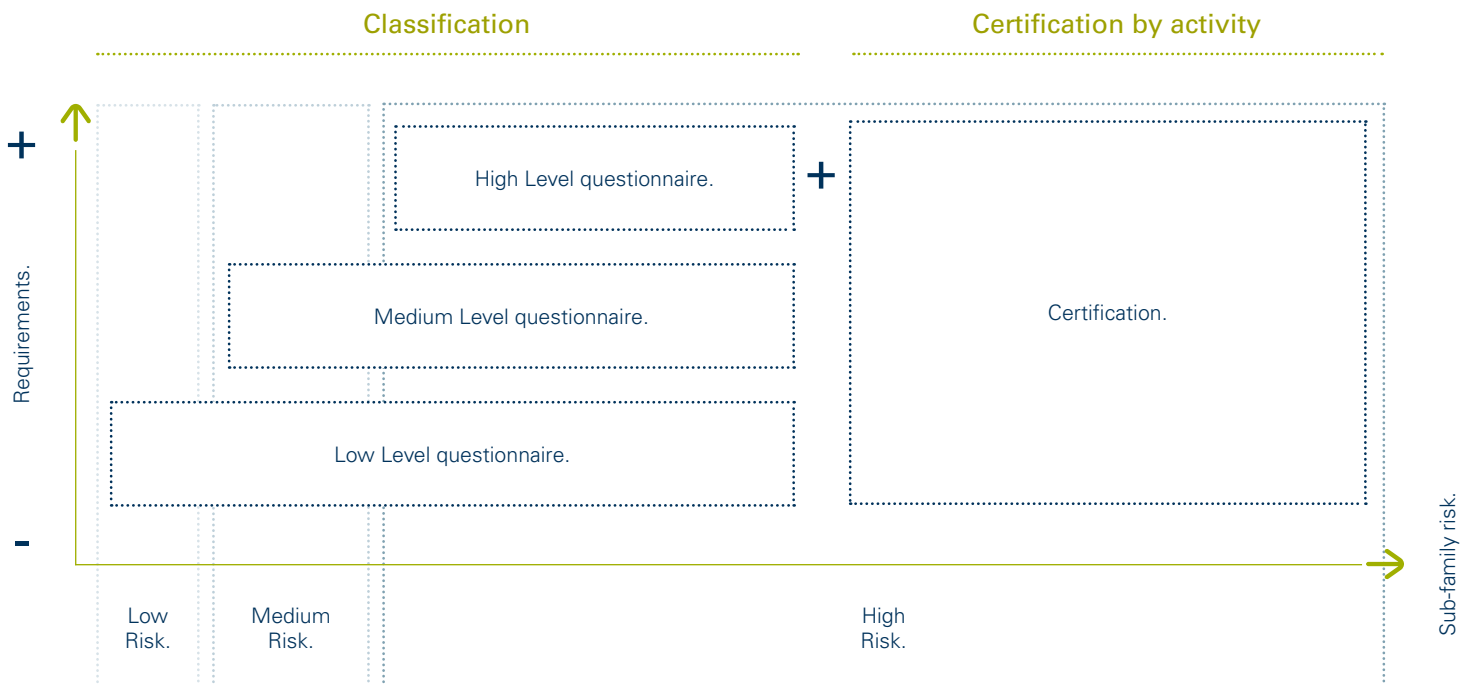 Classification
Certification by activity
+
High Level questionnaire.
+
Requirements.
Medium Level questionnaire.
Certification.
Low Level questionnaire.
-
Sub-family risk.
Low
Risk.
Medium
Risk.
High
Risk.